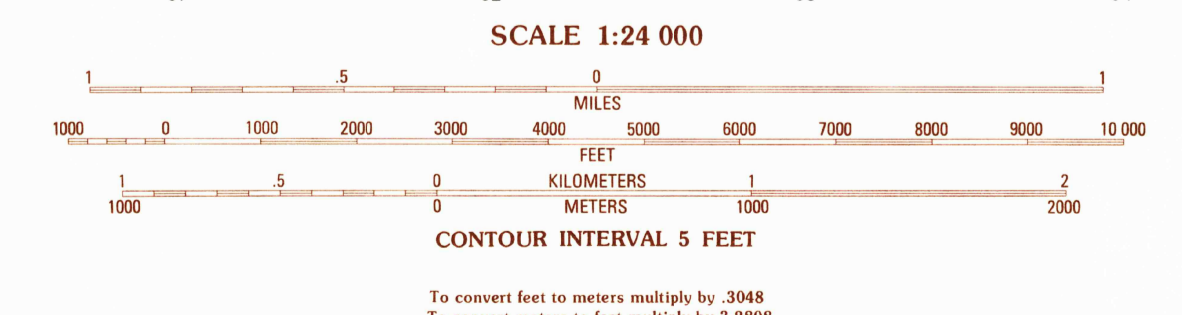 SCALE 1:24 000
1 .5 0 1
MILES
1000 0 1000 2000 3000 4000 5000 6000 7000 8000 9000 10 000
FEET
1 .5 0 KILOMETERS 1 2
1000 0 METERS 1000 2000
CONTOUR INTERVAL 5 FEET
To convert feet to meters multiply by .3048